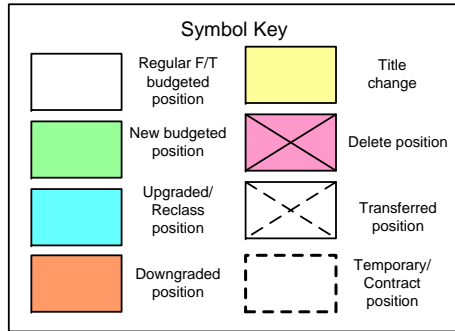 Symbol Key
Regular F/T
budgeted
position
Title
change
New budgeted
position
Delete position
Upgraded/
Reclass
position
Transferred
position
Downgraded
position
Temporary/
Contract
position